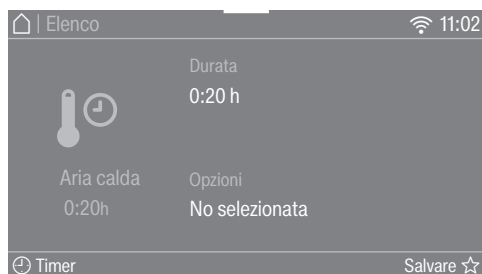 | Elenco 11:02
Durata
0:20 h
Aria calda
0:20h
Opzioni
No selezionata
Timer Salvare